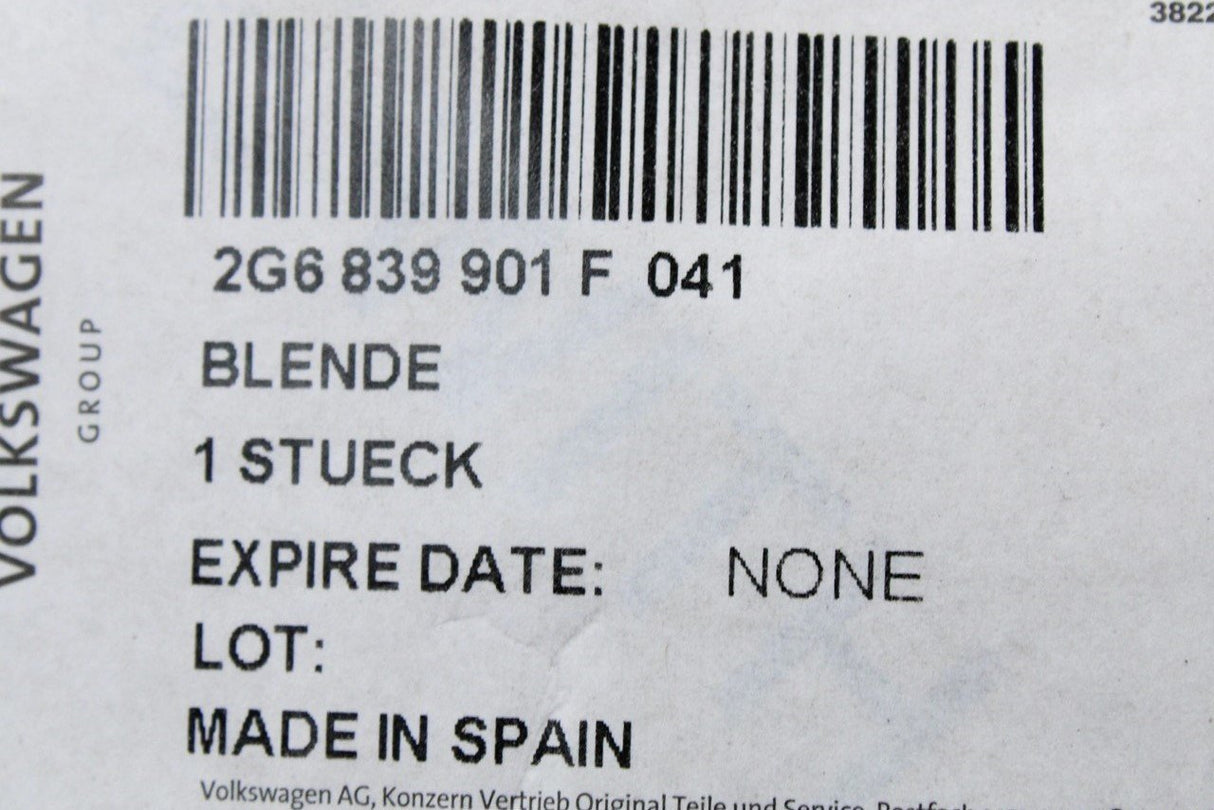 3822
2G6 839 901 F 041
BLENDE
1 STUECK
EXPIRE DATE: NONE
LOT:
MADE IN SPAIN
Volkswagen AG, Konzern Vertrieb Original Teile und Service,
VOLKSWAGEN
GROUP